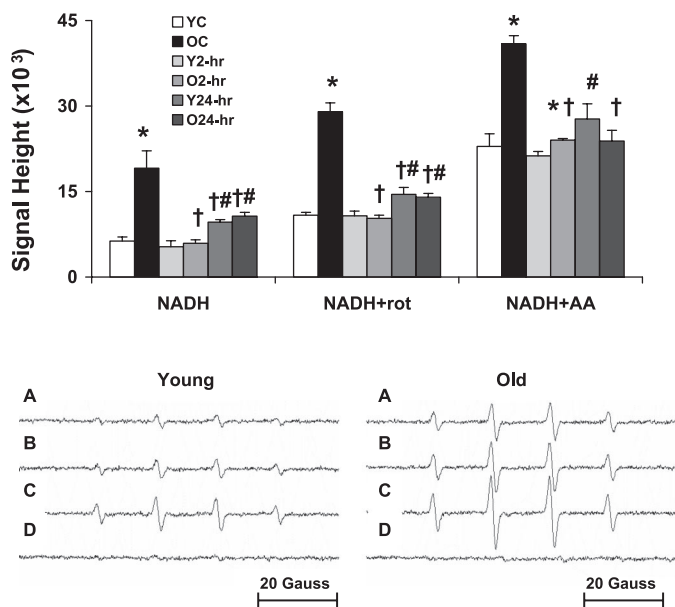 Signal Height (x10³)
45
30
15
0
YC
OC
Y2-hr
O2-hr
Y24-hr
O24-hr
*
†
†#
†#
*
†
†#
†#
*
*†
#
†
NADH
NADH+rot
NADH+AA
Young
A
B
C
D
20 Gauss
Old
A
B
C
D
20 Gauss